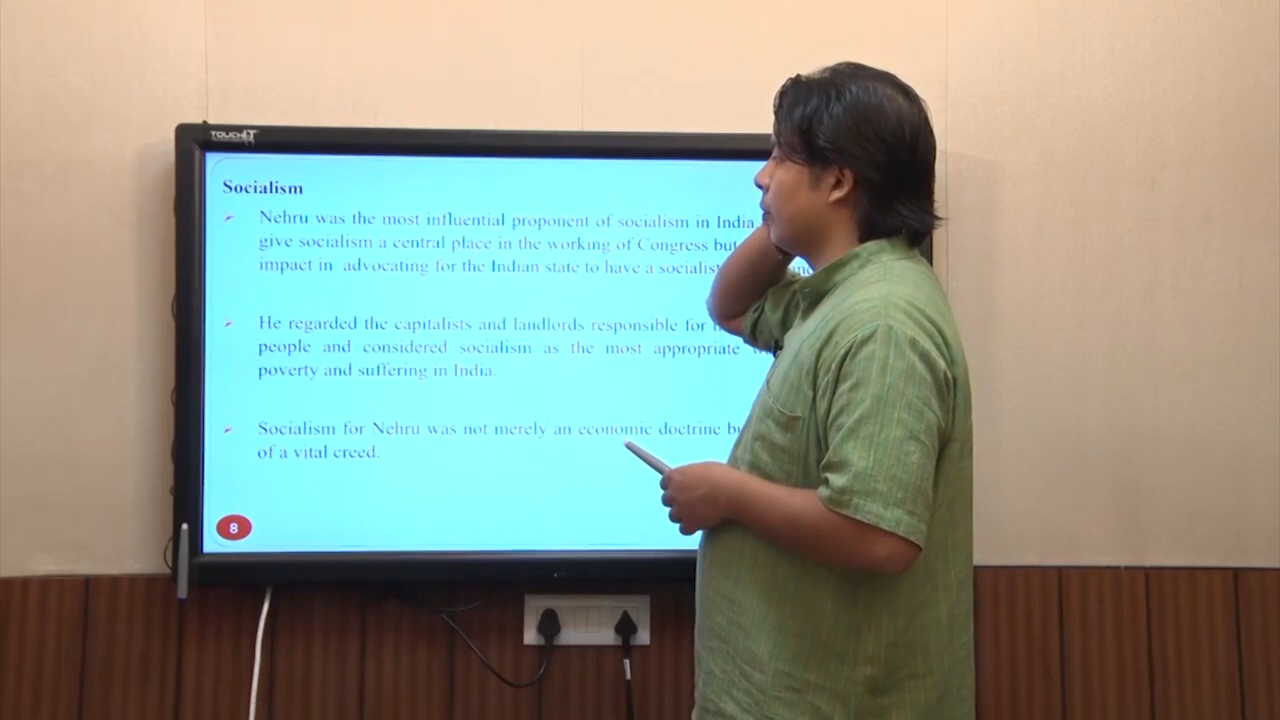 TOUCHIT
Socialism
Nehru was the most influential proponent of socialism in India
give socialism a central place in the working of Congress but
impact in advocating for the Indian state to have a socialist
He regarded the capitalists and landlords responsible for
people and considered socialism as the most appropriate
poverty and suffering in India.
Socialism for Nehru was not merely an economic doctrine
of a vital creed.
8